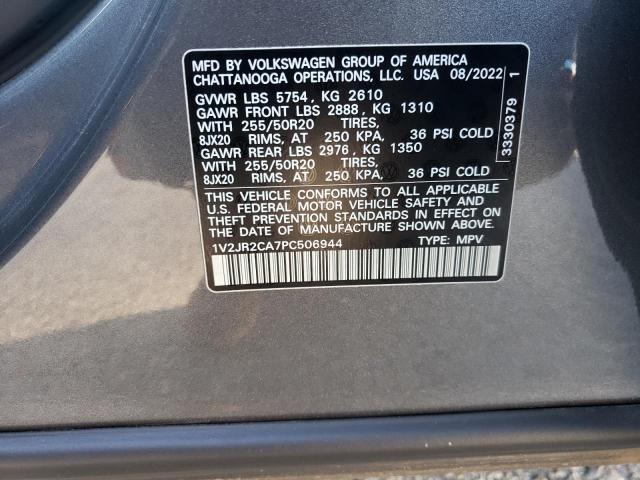 MFD BY VOLKSWAGEN GROUP OF AMERICA
CHATTANOOGA OPERATIONS, LLC. USA 08/2022
GVWR LBS 5754, KG 2610
GAWR FRONT LBS 2888, KG 1310
WITH 255/50R20 TIRES,
8JX20 RIMS, AT 250 KPA, 36 PSI COLD
GAWR REAR LBS 2976, KG 1350
WITH 255/50R20 TIRES,
8JX20 RIMS, AT 250 KPA, 36 PSI COLD
THIS VEHICLE CONFORMS TO ALL APPLICABLE
U.S. FEDERAL MOTOR VEHICLE SAFETY AND
THEFT PREVENTION STANDARDS IN EFFECT ON
THE DATE OF MANUFACTURE SHOWN ABOVE.
1V2JR2CA7PC506944 TYPE: MPV
3330379 1